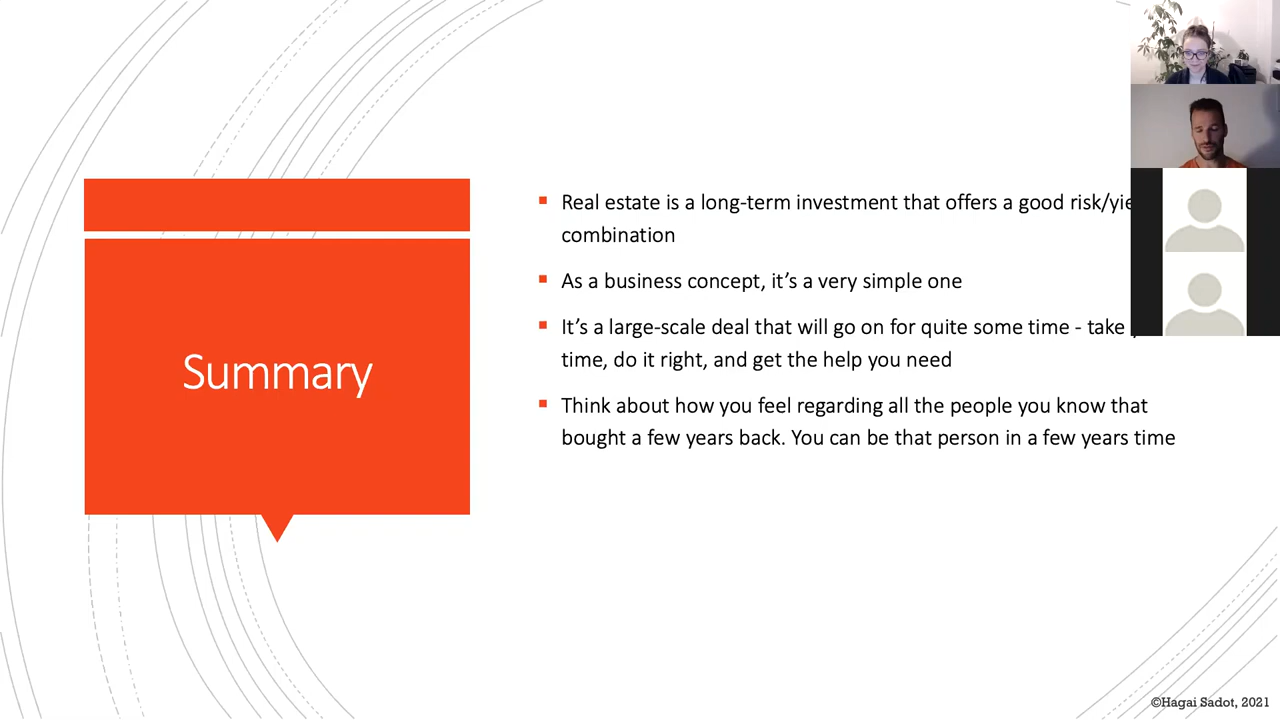 Summary
Real estate is a long-term investment that offers a good
combination
As a business concept, it's a very simple one
It's a large-scale deal that will go on for quite some time - take
time, do it right, and get the help you need
Think about how you feel regarding all the people you know that
bought a few years back. You can be that person in a few years time
©Hagai Sadot, 2021